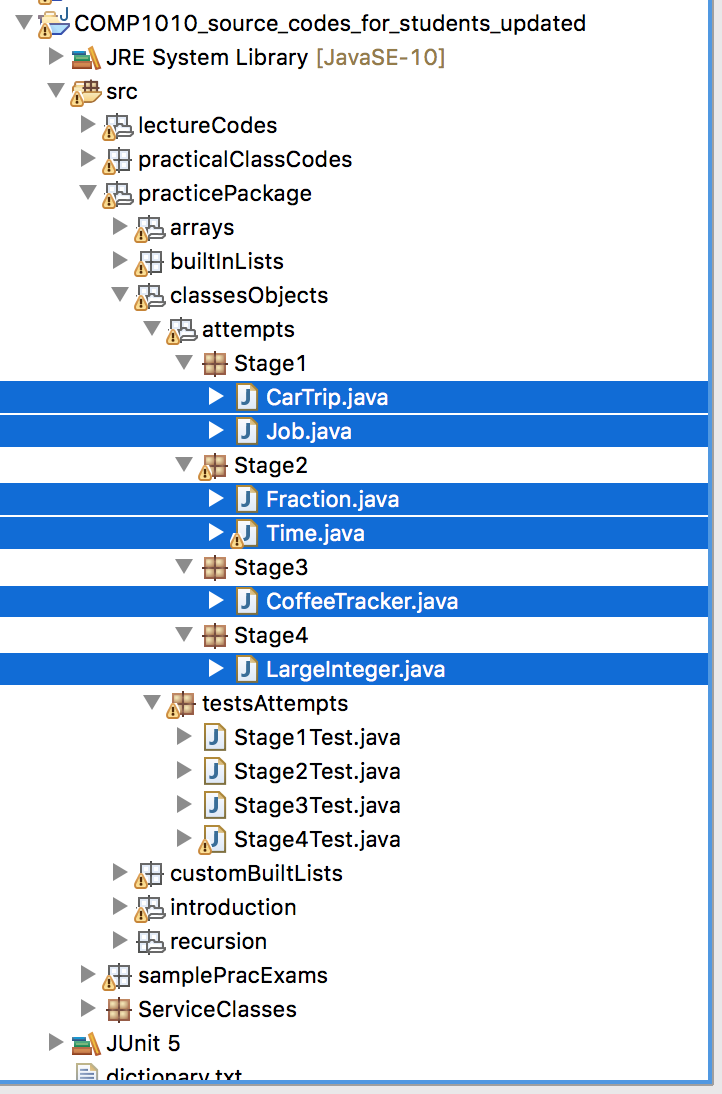 COMP1010_source_codes_for_students_updated
JRE System Library [JavaSE-10]
src
lectureCodes
practicalClassCodes
practicePackage
arrays
builtInLists
classesObjects
attempts
Stage1
CarTrip.java
Job.java
Stage2
Fraction.java
Time.java
Stage3
CoffeeTracker.java
Stage4
LargeInteger.java
testsAttempts
Stage1Test.java
Stage2Test.java
Stage3Test.java
Stage4Test.java
customBuiltLists
introduction
recursion
samplePracExams
ServiceClasses
JUnit 5
dictionary.txt